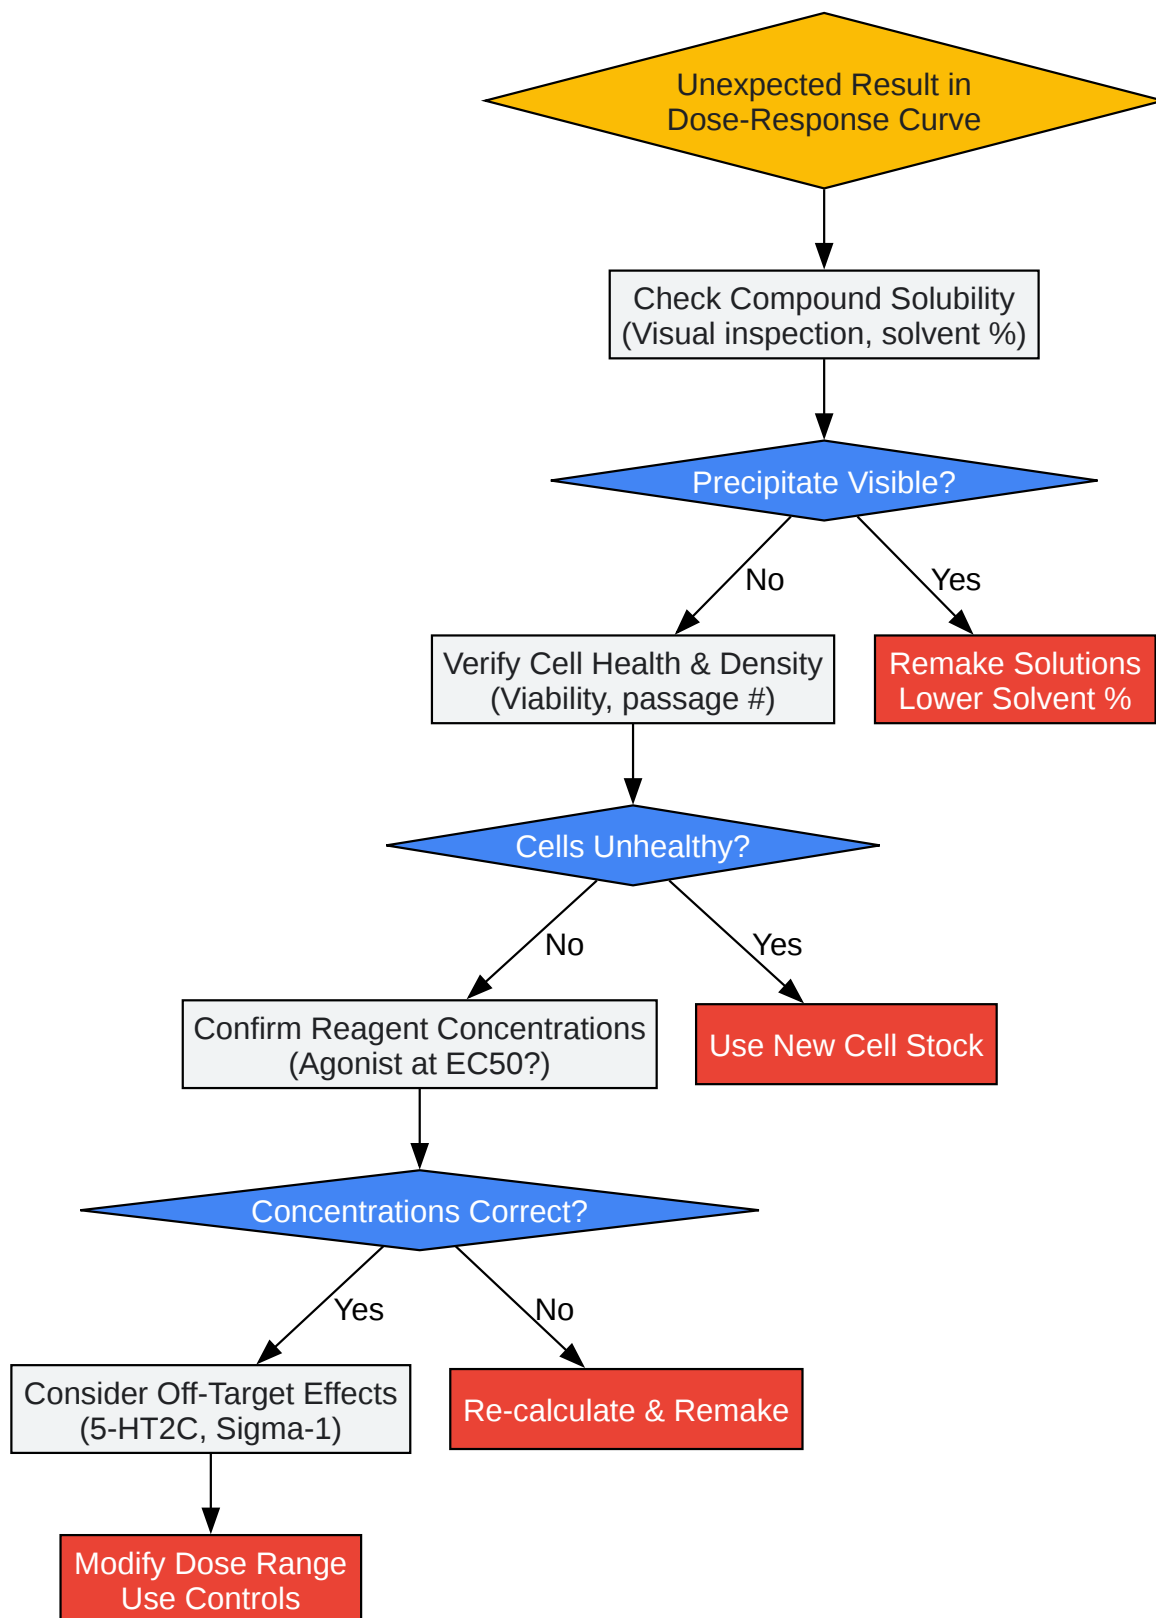 Unexpected Result in
Dose-Response Curve
Check Compound Solubility
(Visual inspection, solvent %)
Precipitate Visible?
No
Yes
Verify Cell Health & Density
(Viability, passage #)
Remake Solutions
Lower Solvent %
Cells Unhealthy?
No
Yes
Confirm Reagent Concentrations
(Agonist at EC50?)
Use New Cell Stock
Concentrations Correct?
Yes
No
Consider Off-Target Effects
(5-HT2C, Sigma-1)
Re-calculate & Remake
Modify Dose Range
Use Controls